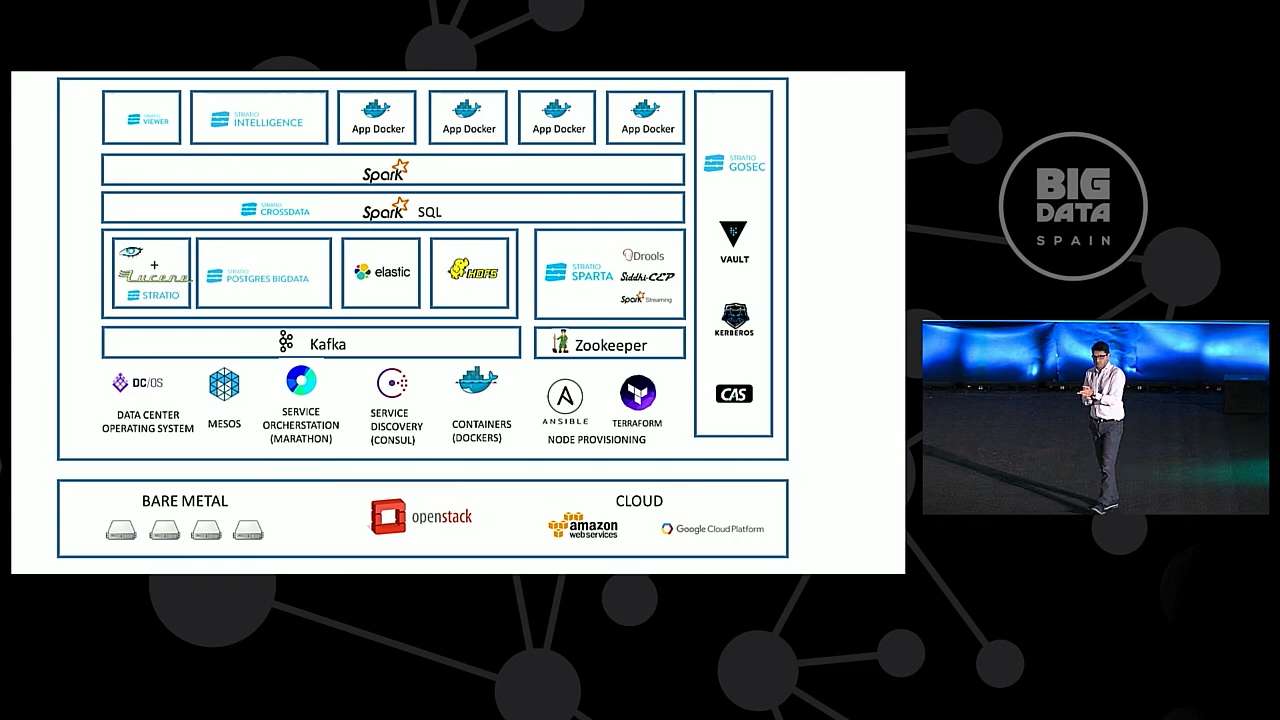 STRATIO
VIEWER
STRATIO
INTELLIGENCE
App Docker
App Docker
App Docker
App Docker
STRATIO
GOSEC
Spark
STRATIO
CROSSDATA
Spark SQL
+
Lucene
STRATIO
STRATIO
POSTGRES BIGDATA
elastic
HDFS
STRATIO
SPARTA
Drools
Siddhi-CEP
Spark Streaming
VAULT
KERBEROS
CAS
Kafka
Zookeeper
DC/OS
DATA CENTER
OPERATING SYSTEM
MESOS
SERVICE
ORCHERSTATION
(MARATHON)
SERVICE
DISCOVERY
(CONSUL)
CONTAINERS
(DOCKERS)
ANSIBLE
TERRAFORM
NODE PROVISIONING
BARE METAL
openstack
CLOUD
amazon
webservices
Google Cloud Platform
BIG
DATA
SPAIN